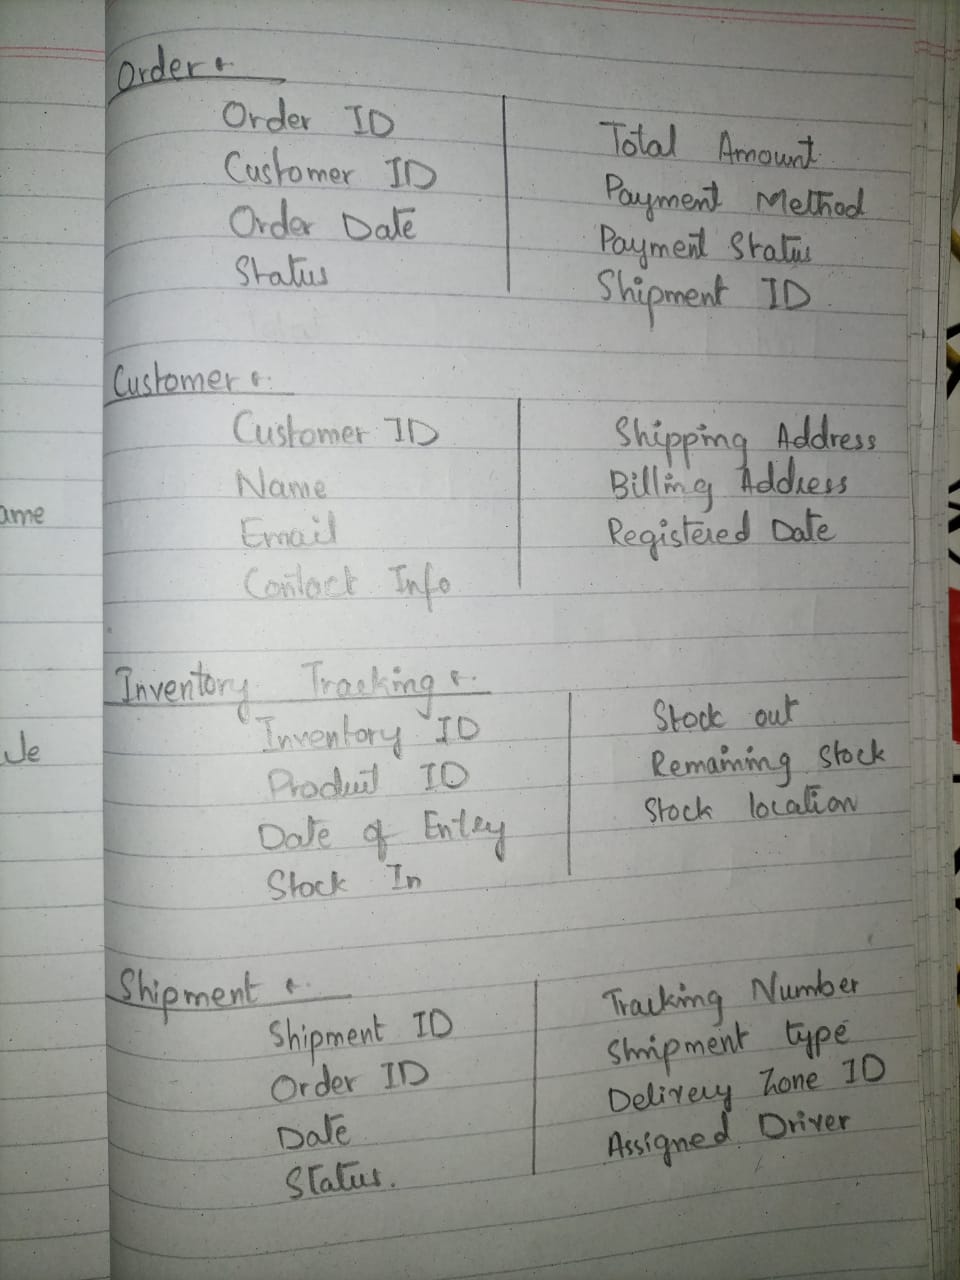 Order :-
Order ID
Customer ID
Order Date
Status
Total Amount
Payment Method
Payment Status
Shipment ID
Customer :-
Customer ID
Name
Email
Contact Info
Shipping Address
Billing Address
Registered Date
Inventory Tracking :-
Inventory ID
Product ID
Date of Entry
Stock In
Stock out
Remaining Stock
Stock location
Shipment :-
Shipment ID
Order ID
Date
Status.
Tracking Number
Shipment type
Delivery Zone ID
Assigned Driver